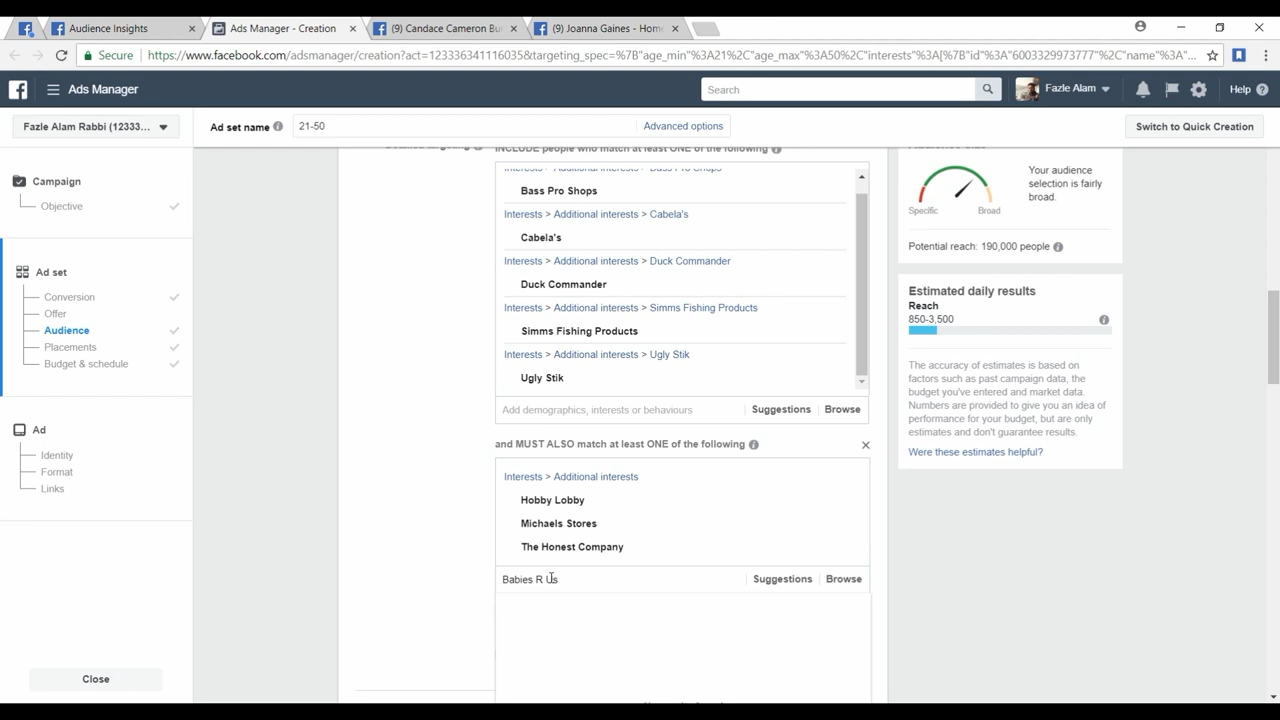 Audience Insights
Ads Manager - Creation
(9) Candace Cameron Bu
(9) Joanna Gaines - Home
Secure
https://www.facebook.com/adsmanager/creation?act=1233363411116035&targeting_spec=%7B"age_min"%3A21%2C"age_max"%3A50%2C"interests"%3A[%7B"id"%3A"6003329973777"%2C"name"%3A"...
Ads Manager
Search
Fazle Alam
Help
Fazle Alam Rabbi (12333...
Ad set name
21-50
Advanced options
Switch to Quick Creation
Campaign
Objective
Ad set
Conversion
Offer
Audience
Placements
Budget & schedule
Ad
Identity
Format
Links
Close
INCLUDE people who match at least ONE of the following
Interests > Additional interests > Bass Pro Shops
Bass Pro Shops
Interests > Additional interests > Cabela's
Cabela's
Interests > Additional interests > Duck Commander
Duck Commander
Interests > Additional interests > Simms Fishing Products
Simms Fishing Products
Interests > Additional interests > Ugly Stik
Ugly Stik
Add demographics, interests or behaviours
Suggestions
Browse
and MUST ALSO match at least ONE of the following
Interests > Additional interests
Hobby Lobby
Michaels Stores
The Honest Company
Babies R Us
Suggestions
Browse
Your audience
selection is fairly
broad.
Specific
Broad
Potential reach: 190,000 people
Estimated daily results
Reach
850-3,500
The accuracy of estimates is based on
factors such as past campaign data, the
budget you've entered and market data.
Numbers are provided to give you an idea of
performance for your budget, but are only
estimates and don't guarantee results.
Were these estimates helpful?